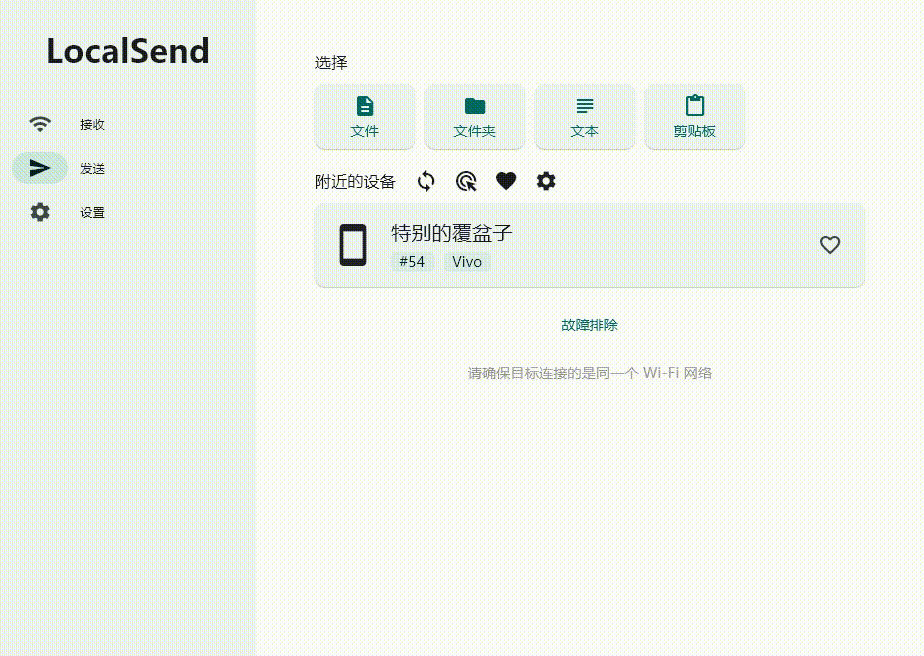 LocalSend
接收
发送
设置
选择
文件
文件夹
文本
剪贴板
附近的设备
特别的覆盆子
#54
Vivo
故障排除
请确保目标连接的是同一个 Wi-Fi 网络